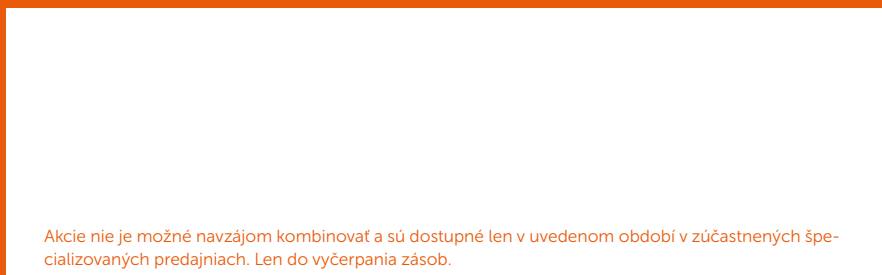 Akcie nie je možné navzájom kombinovať a sú dostupné len v uvedenom období v zúčastnených špe-
cializovaných predajniach. Len do vyčerpania zásob.